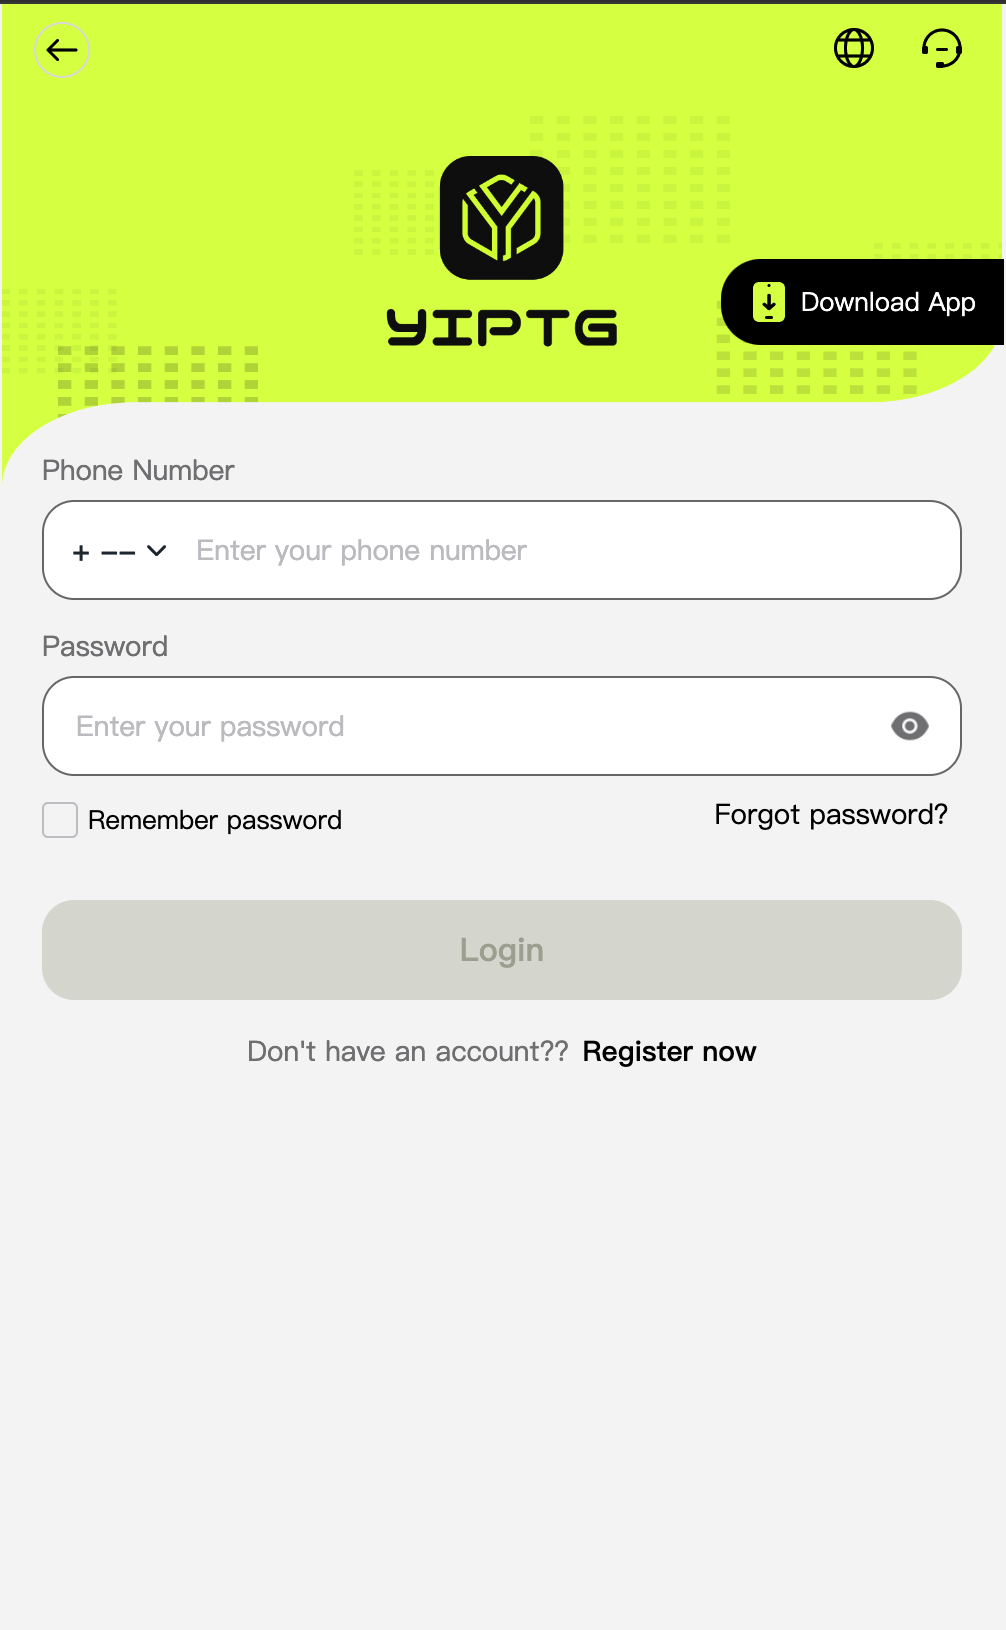 YIPTG
Download App
Phone Number
+ -- Enter your phone number
Password
Enter your password
Remember password
Forgot password?
Login
Don't have an account?? Register now